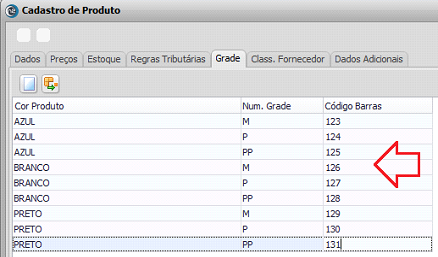 Cadastro de Produto
Dados Preços Estoque Regras Tributárias Grade Class. Fornecedor Dados Adicionais
Cor Produto Num. Grade Código Barras
AZUL M 123
AZUL P 124
AZUL PP 125
BRANCO M 126
BRANCO P 127
BRANCO PP 128
PRETO M 129
PRETO P 130
PRETO PP 131